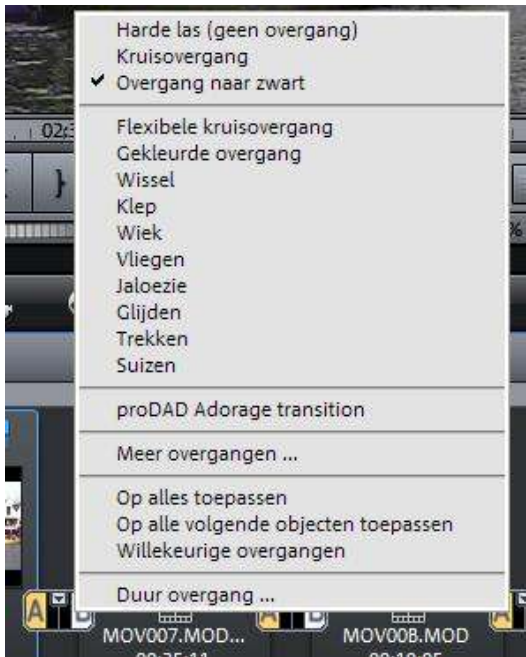 Harde las (geen overgang)
Kruisovergang
Overgang naar zwart
Flexibele kruisovergang
Gekleurde overgang
Wissel
Klep
Wiek
Vliegen
Jaloezie
Glijden
Trekken
Suizen
proDAD Adorage transition
Meer overgangen ...
Op alles toepassen
Op alle volgende objecten toepassen
Willekeurige overgangen
Duur overgang ...
A B A B A
MOV007.MOD... MOV00B.MOD